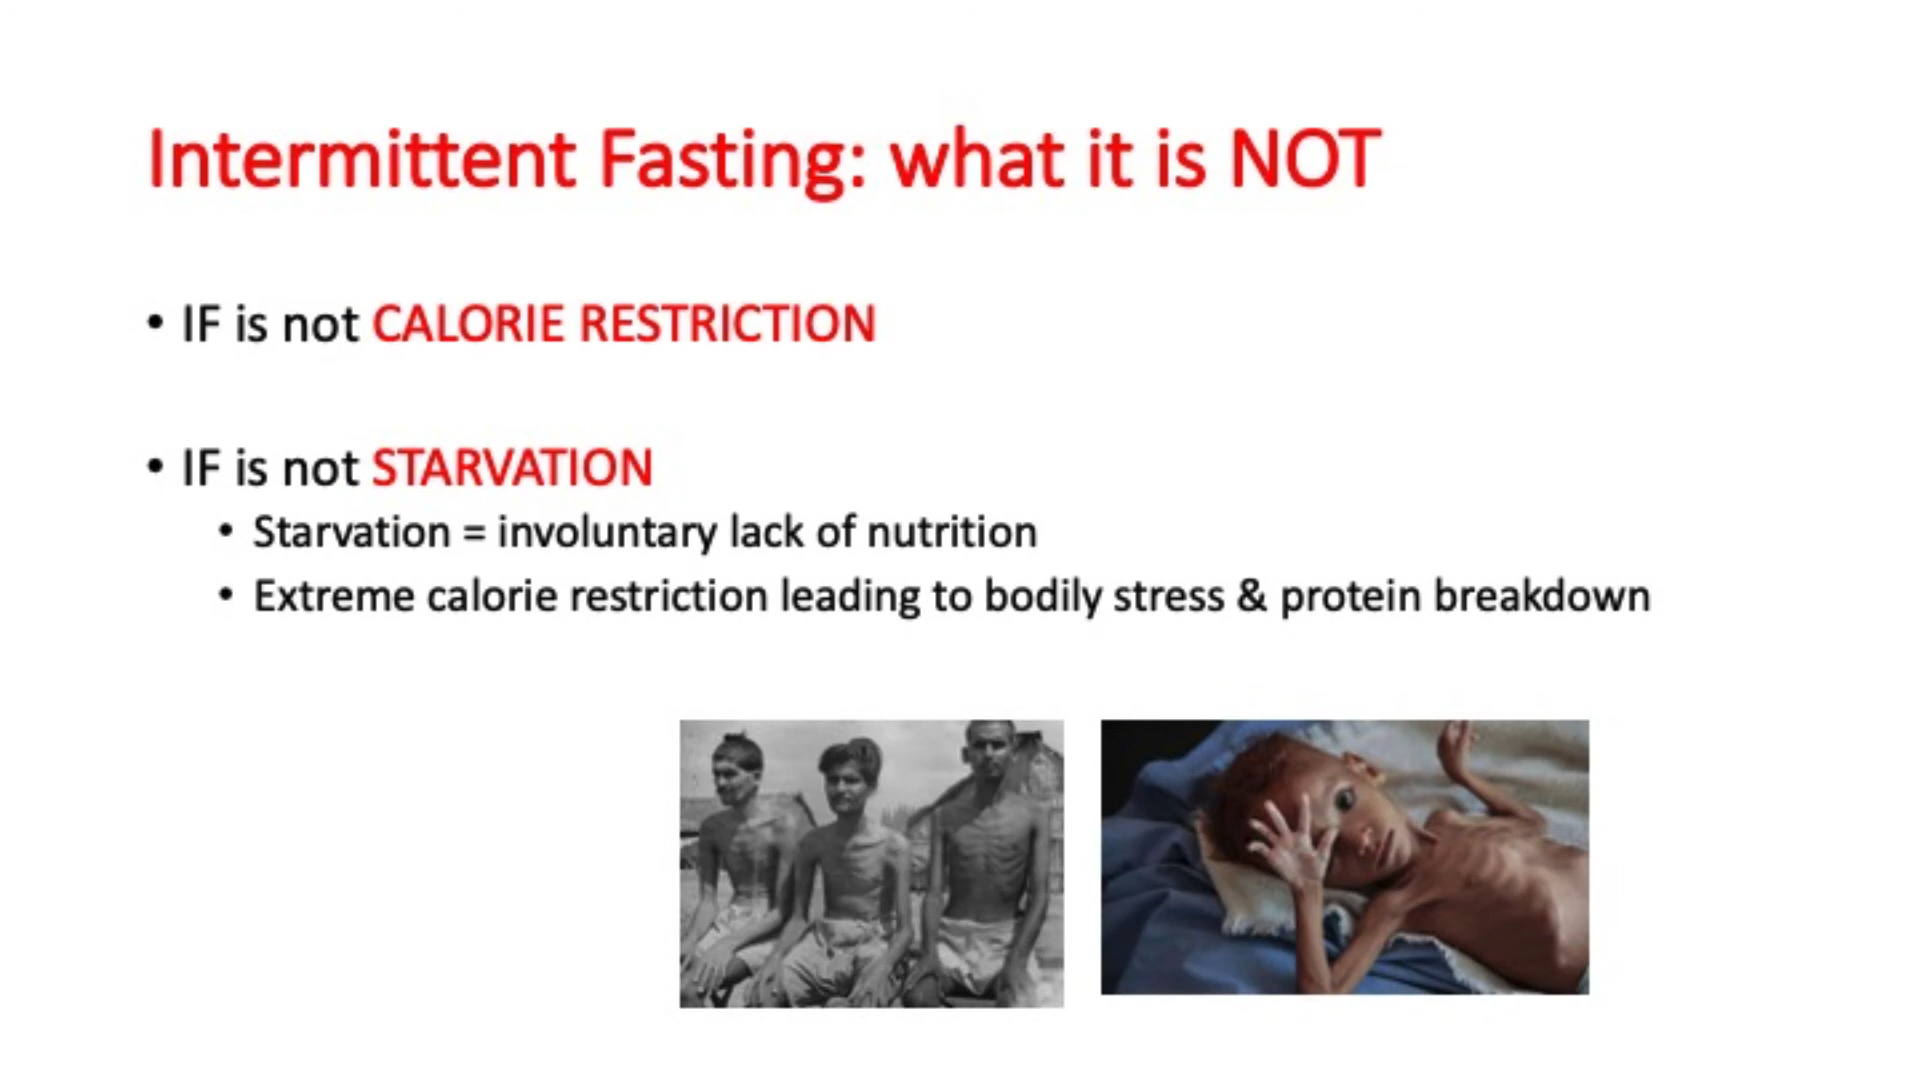 Intermittent Fasting: what it is NOT
• IF is not CALORIE RESTRICTION
• IF is not STARVATION
• Starvation = involuntary lack of nutrition
• Extreme calorie restriction leading to bodily stress & protein breakdown